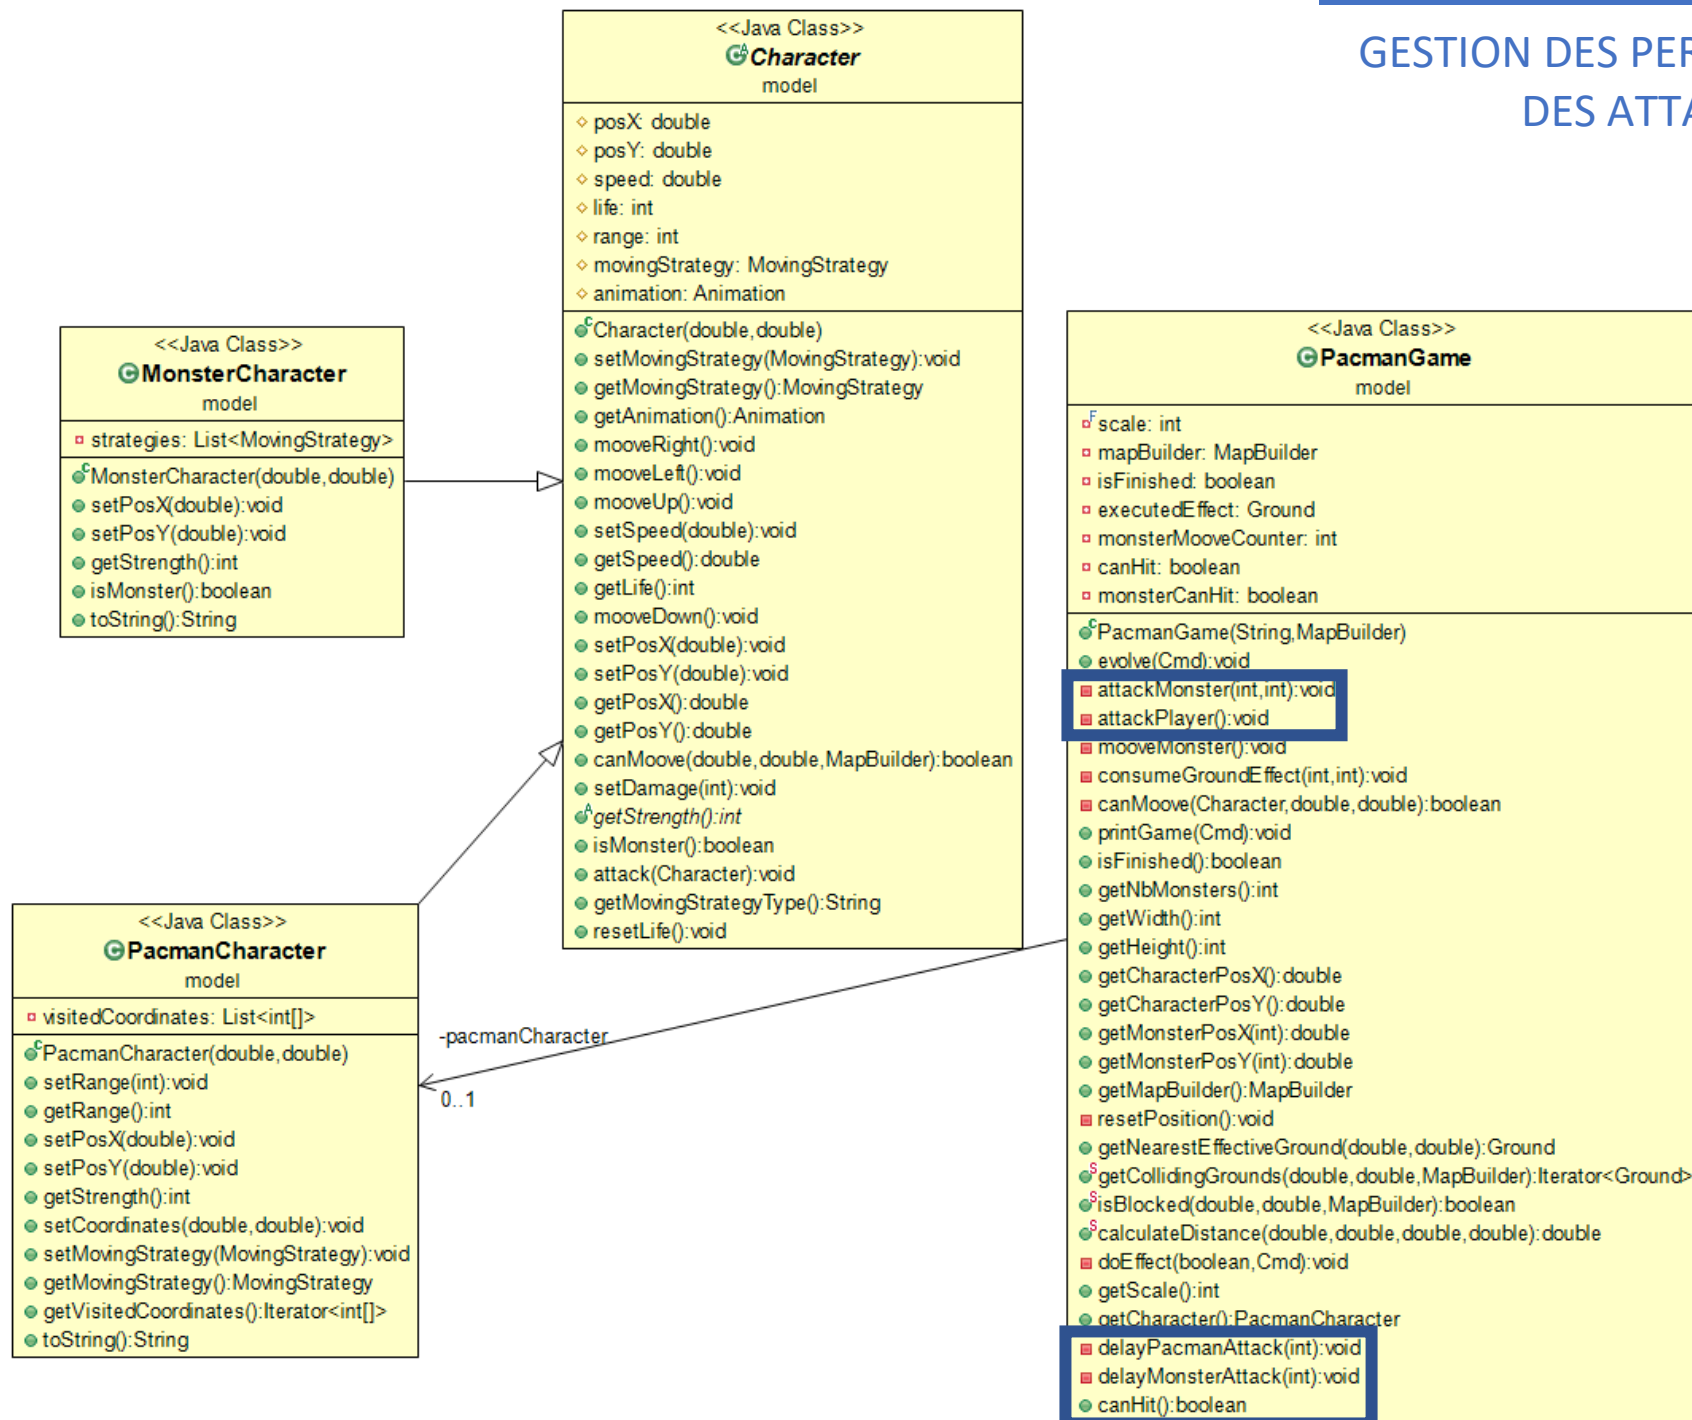 GESTION DES PER
DES ATTA
<<Java Class>>
Character
model
posX: double
posY: double
speed: double
life: int
range: int
movingStrategy: MovingStrategy
animation: Animation
Character(double,double)
setMovingStrategy(MovingStrategy):void
getMovingStrategy():MovingStrategy
getAnimation():Animation
mooveRight():void
mooveLeft():void
mooveUp():void
setSpeed(double):void
getSpeed():double
getLife():int
mooveDown():void
setPosX(double):void
setPosY(double):void
getPosX():double
getPosY():double
canMoove(double,double,MapBuilder):boolean
setDamage(int):void
getStrength():int
isMonster():boolean
attack(Character):void
getMovingStrategyType():String
resetLife():void
<<Java Class>>
MonsterCharacter
model
strategies: List<MovingStrategy>
MonsterCharacter(double,double)
setPosX(double):void
setPosY(double):void
getStrength():int
isMonster():boolean
toString():String
<<Java Class>>
PacmanCharacter
model
visitedCoordinates: List<int[]>
PacmanCharacter(double,double)
setRange(int):void
getRange():int
setPosX(double):void
setPosY(double):void
getStrength():int
setCoordinates(double,double):void
setMovingStrategy(MovingStrategy):void
getMovingStrategy():MovingStrategy
getVisitedCoordinates():Iterator<int[]>
toString():String
-pacmanCharacter
0..1
<<Java Class>>
PacmanGame
model
scale: int
mapBuilder: MapBuilder
isFinished: boolean
executedEffect: Ground
monsterMooveCounter: int
canHit: boolean
monsterCanHit: boolean
PacmanGame(String,MapBuilder)
evolve(Cmd):void
attackMonster(int,int):void
attackPlayer():void
mooveMonster():void
consumeGroundEffect(int,int):void
canMoove(Character,double,double):boolean
printGame(Cmd):void
isFinished():boolean
getNbMonsters():int
getWidth():int
getHeight():int
getCharacterPosX():double
getCharacterPosY():double
getMonsterPosX(int):double
getMonsterPosY(int):double
getMapBuilder():MapBuilder
resetPosition():void
getNearestEffectiveGround(double,double):Ground
getCollidingGrounds(double,double,MapBuilder):Iterator<Ground>
isBlocked(double,double,MapBuilder):boolean
calculateDistance(double,double,double,double):double
doEffect(boolean,Cmd):void
getScale():int
getCharacter():PacmanCharacter
delayPacmanAttack(int):void
delayMonsterAttack(int):void
canHit():boolean